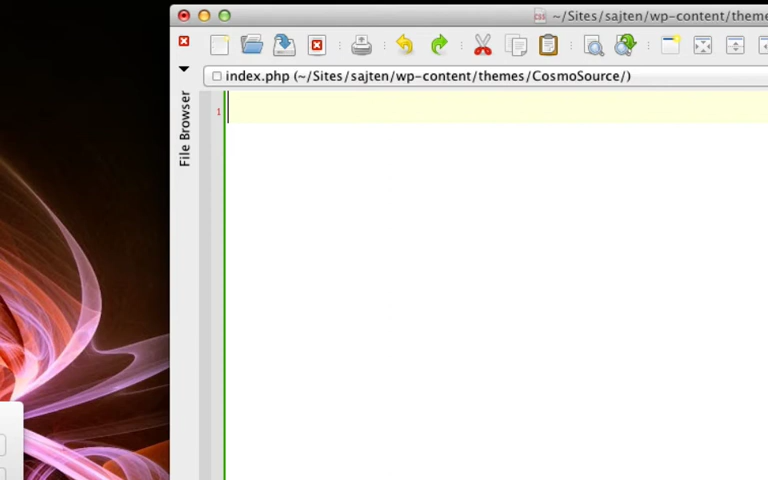 ~/Sites/sajten/wp-content/theme
index.php (~/Sites/sajten/wp-content/themes/CosmoSource/)
File Browser
1